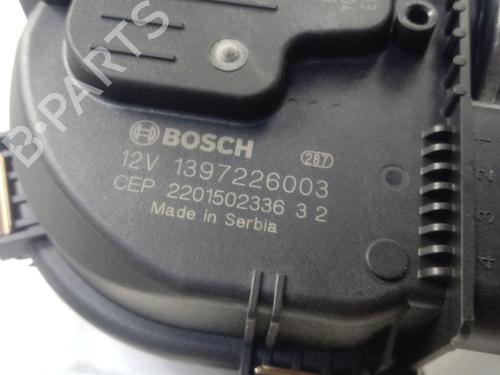 BOSCH
287
12V 1397226003
CEP 2201502336 3 2
Made in Serbia
1
2
3
4
B-PARTS